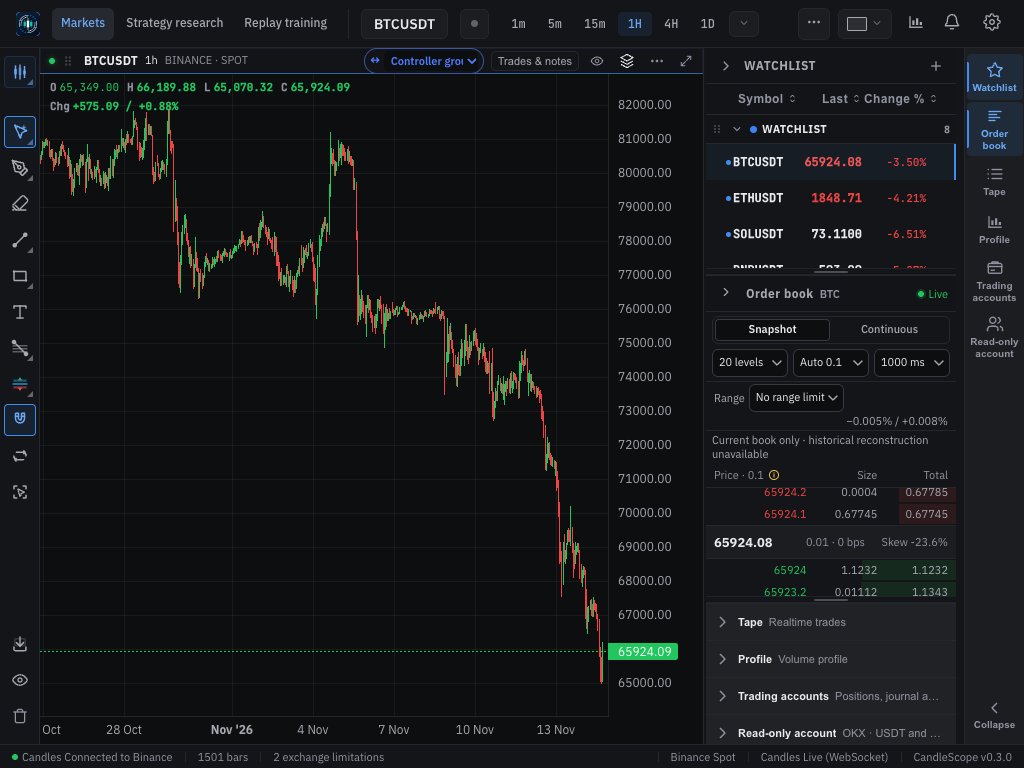 Markets Strategy research Replay training BTCUSDT 1m 5m 15m 1H 4H 1D
BTCUSDT 1h BINANCE · SPOT Controller grou Trades & notes
O 65,349.00 H 66,189.88 L 65,070.32 C 65,924.09
Chg +575.09 / +0.88%
82000.00
81000.00
80000.00
79000.00
78000.00
77000.00
76000.00
75000.00
74000.00
73000.00
72000.00
71000.00
70000.00
69000.00
68000.00
67000.00
65924.09
65000.00
Oct 28 Oct Nov '26 4 Nov 7 Nov 10 Nov 13 Nov
WATCHLIST
Symbol Last Change %
WATCHLIST 8
BTCUSDT 65924.08 -3.50%
ETHUSDT 1848.71 -4.21%
SOLUSDT 73.1100 -6.51%
Order book BTC Live
Snapshot Continuous
20 levels Auto 0.1 1000 ms
Range No range limit
−0.005% / +0.008%
Current book only · historical reconstruction
unavailable
Price · 0.1 Size Total
65924.2 0.0004 0.67785
65924.1 0.67745 0.67745
65924.08 0.01 · 0 bps Skew -23.6%
65924 1.1232 1.1232
65923.2 0.01112 1.1343
Tape Realtime trades
Profile Volume profile
Trading accounts Positions, journal a…
Read-only account OKX · USDT and …
Watchlist
Order
book
Tape
Profile
Trading
accounts
Read-only
account
Collapse
Candles Connected to Binance 1501 bars 2 exchange limitations Binance Spot Candles Live (WebSocket) CandleScope v0.3.0